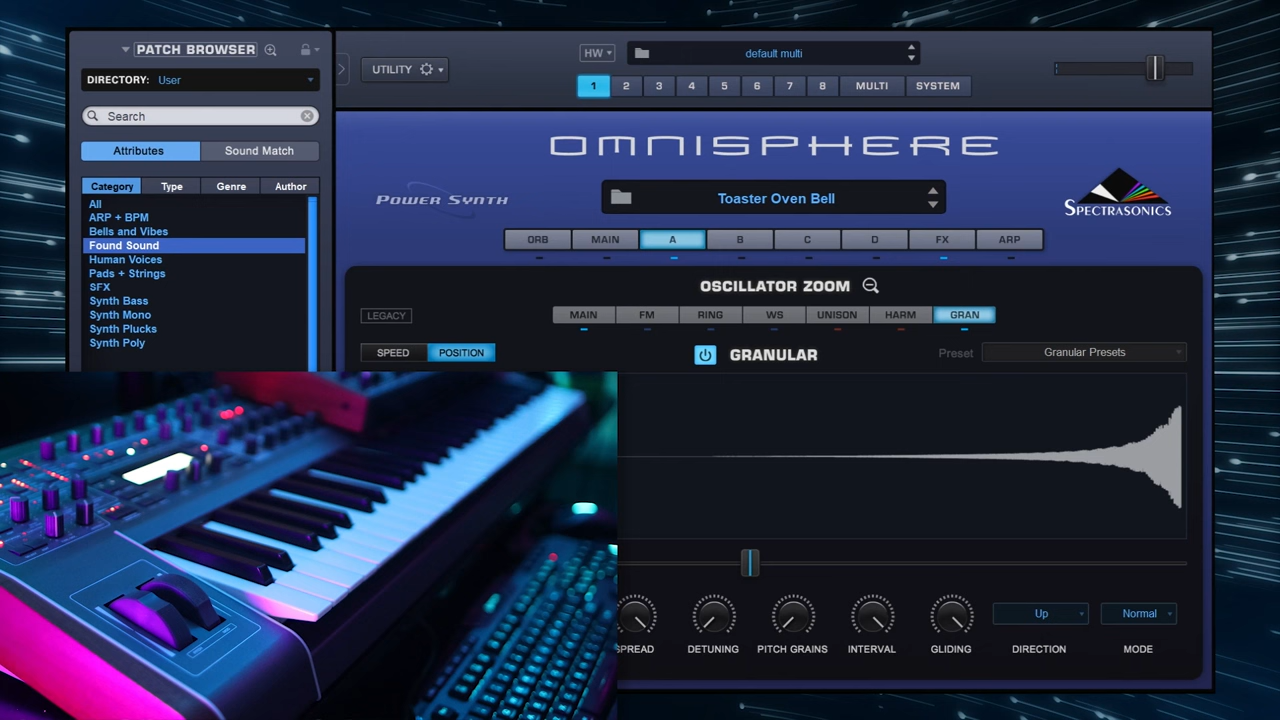 PATCH BROWSER
DIRECTORY: User
Search
Attributes Sound Match
Category Type Genre Author
All
ARP + BPM
Bells and Vibes
Found Sound
Human Voices
Pads + Strings
SFX
Synth Bass
Synth Mono
Synth Plucks
Synth Poly
UTILITY
HW
default multi
1 2 3 4 5 6 7 8 MULTI SYSTEM
OMNISPHERE
POWER SYNTH
Toaster Oven Bell
SPECTRASONICS
ORB MAIN A B C D FX ARP
OSCILLATOR ZOOM
LEGACY
MAIN FM RING WS UNISON HARM GRAN
SPEED POSITION
GRANULAR
Preset Granular Presets
Up Normal
SPREAD DETUNING PITCH GRAINS INTERVAL GLIDING DIRECTION MODE